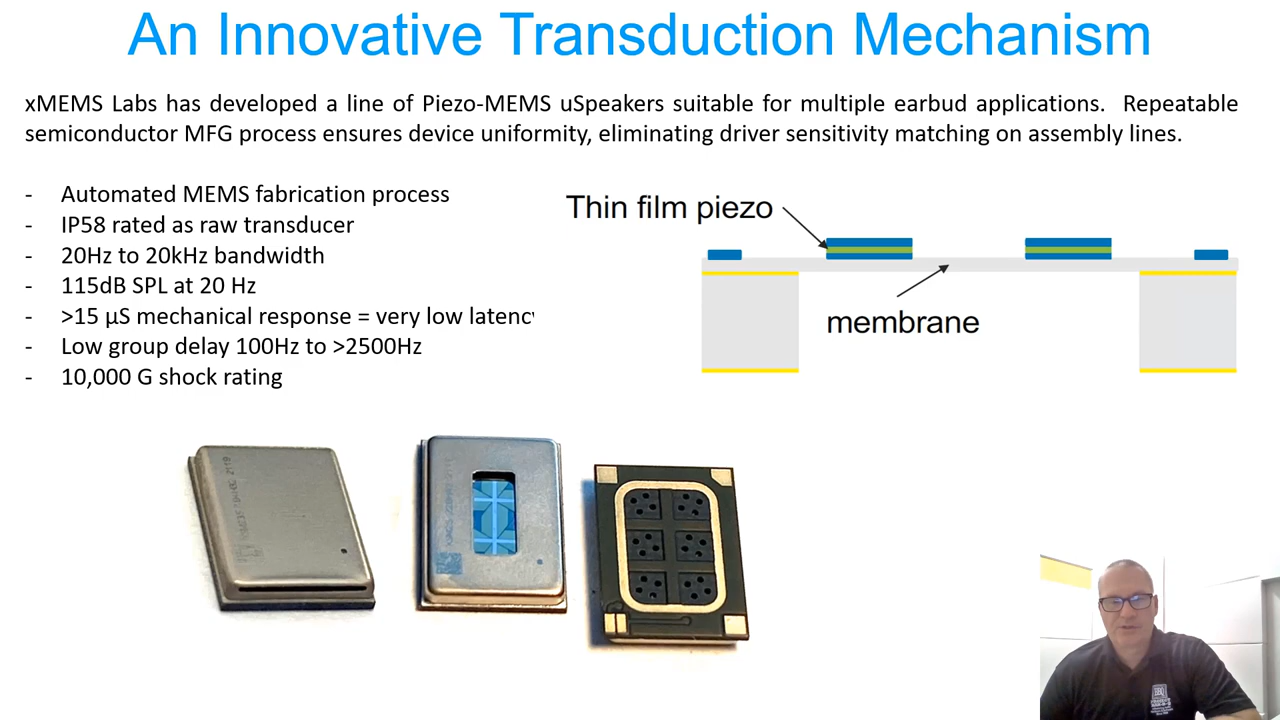 An Innovative Transduction Mechanism
xMEMS Labs has developed a line of Piezo-MEMS uSpeakers suitable for multiple earbud applications. Repeatable
semiconductor MFG process ensures device uniformity, eliminating driver sensitivity matching on assembly lines.
- Automated MEMS fabrication process
- IP58 rated as raw transducer
- 20Hz to 20kHz bandwidth
- 115dB SPL at 20 Hz
- >15 µS mechanical response = very low latency
- Low group delay 100Hz to >2500Hz
- 10,000 G shock rating
Thin film piezo
membrane